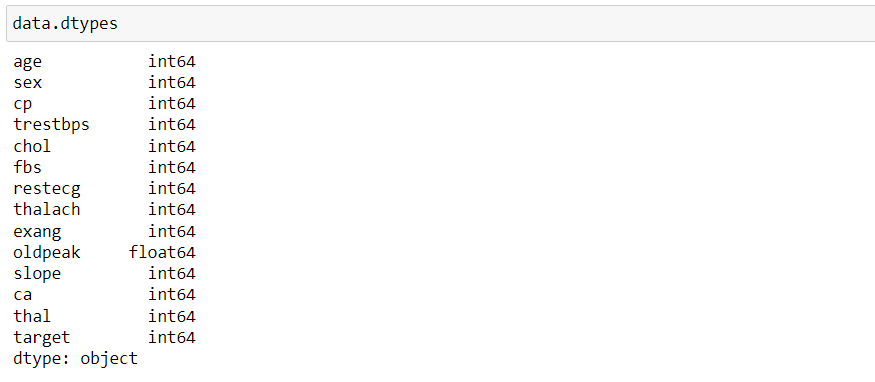 data.dtypes
age int64
sex int64
cp int64
trestbps int64
chol int64
fbs int64
restecg int64
thalach int64
exang int64
oldpeak float64
slope int64
ca int64
thal int64
target int64
dtype: object